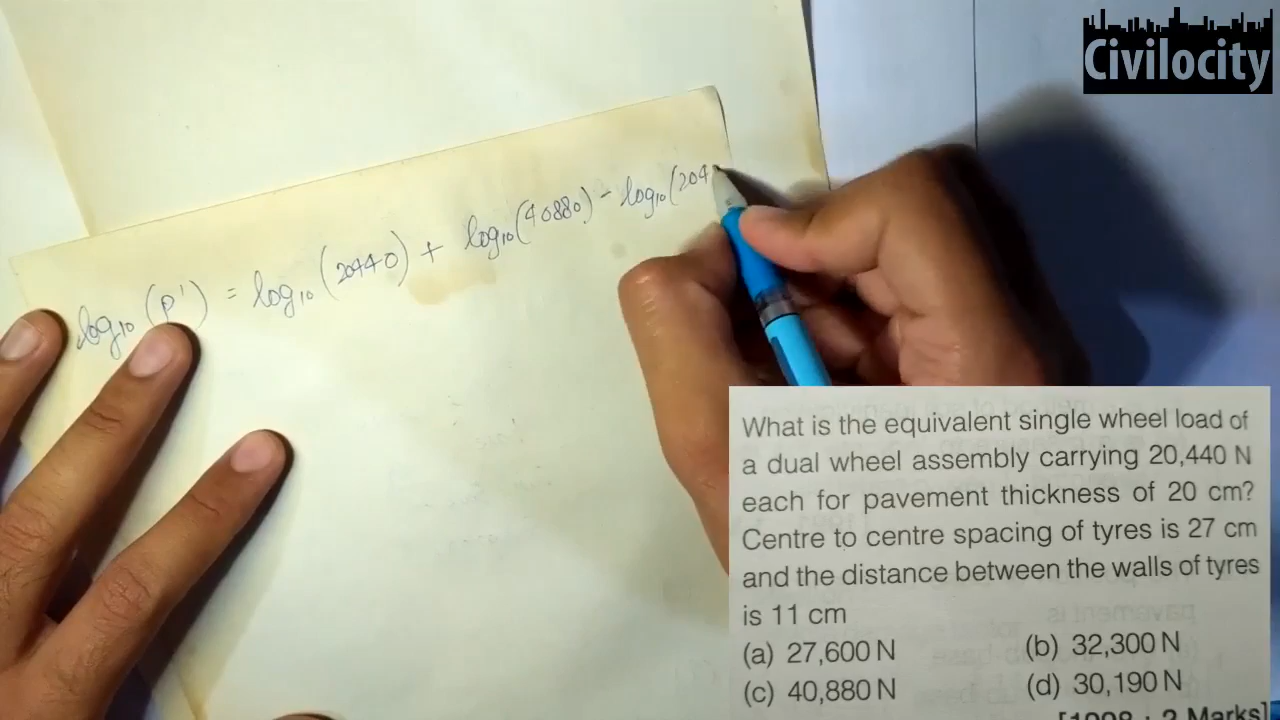 Civilocity
log10 (P') = log10 (20440) + log10 (40880) - log10 (204
What is the equivalent single wheel load of
a dual wheel assembly carrying 20,440 N
each for pavement thickness of 20 cm?
Centre to centre spacing of tyres is 27 cm
and the distance between the walls of tyres
is 11 cm
(a) 27,600 N (b) 32,300 N
(c) 40,880 N (d) 30,190 N